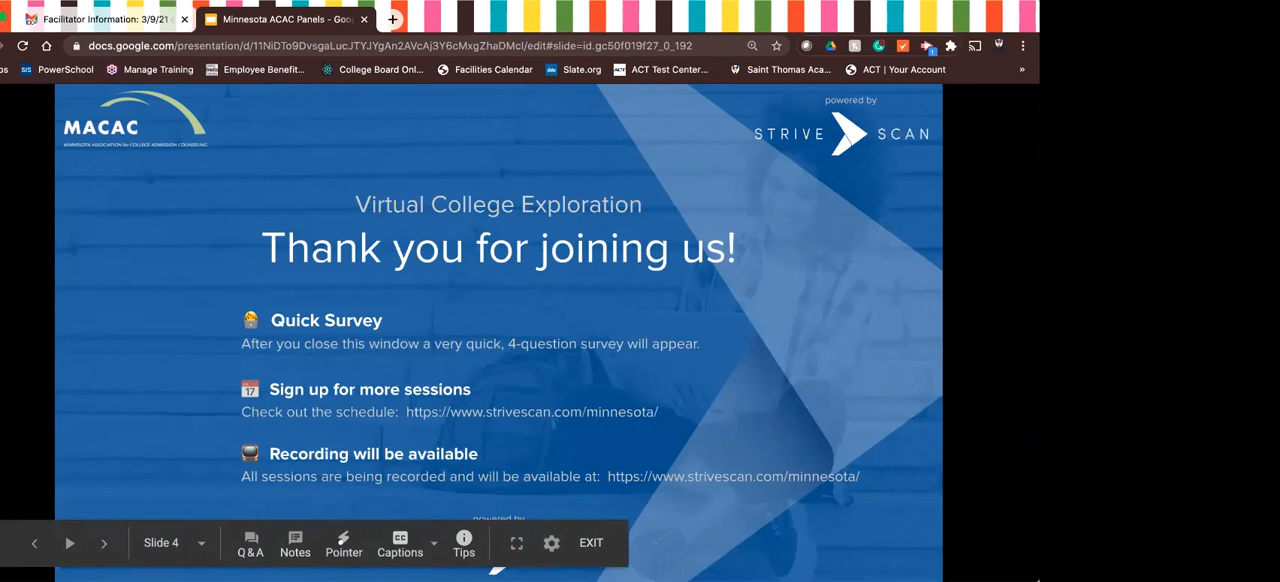 Facilitator Information: 3/9/21
Minnesota ACAC Panels - Goo
docs.google.com/presentation/d/11NiDTo9DvsgaLucJTYJYgAn2AVcAj3Y6cMxgZhaDMcI/edit#slide=id.gc50f019f27_0_192
PowerSchool
Manage Training
Employee Benefit...
College Board Onl...
Facilities Calendar
Slate.org
ACT Test Center...
Saint Thomas Aca...
ACT | Your Account
MACAC
MINNESOTA ASSOCIATION for COLLEGE ADMISSION COUNSELING
powered by
STRIVE SCAN
Virtual College Exploration
Thank you for joining us!
Quick Survey
After you close this window a very quick, 4-question survey will appear.
Sign up for more sessions
Check out the schedule: https://www.strivescan.com/minnesota/
Recording will be available
All sessions are being recorded and will be available at: https://www.strivescan.com/minnesota/
powered by
Slide 4
Q&A
Notes
Pointer
CC
Captions
Tips
EXIT